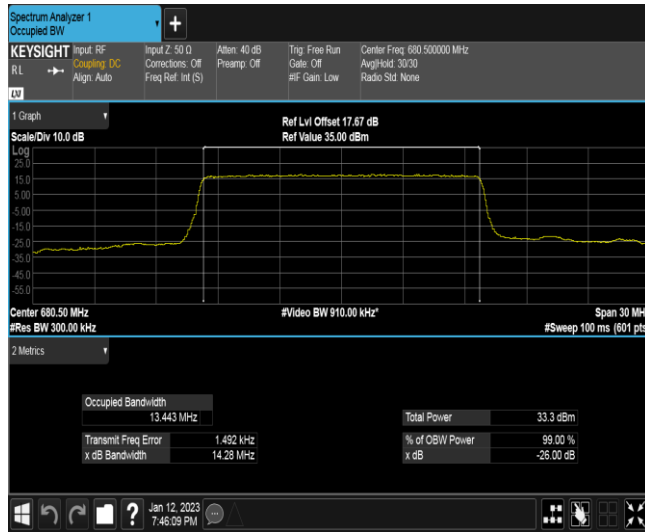 Spectrum Analyzer 1
Occupied BW
+
KEYSIGHT Input: RF Input Z: 50 Ω Atten: 40 dB Trig: Free Run Center Freq: 680.500000 MHz
RL Coupling: DC Corrections: Off Preamp: Off Gate: Off Avg|Hold: 30/30
Align: Auto Freq Ref: Int (S) #IF Gain: Low Radio Std: None
LXI
1 Graph
Ref Lvl Offset 17.67 dB
Scale/Div 10.0 dB Ref Value 35.00 dBm
Log
25.0
15.0
5.00
-5.00
-15.0
-25.0
-35.0
-45.0
-55.0
Center 680.50 MHz #Video BW 910.00 kHz* Span 30 MH
#Res BW 300.00 kHz #Sweep 100 ms (601 pts
2 Metrics
Occupied Bandwidth
13.443 MHz Total Power 33.3 dBm
Transmit Freq Error 1.492 kHz % of OBW Power 99.00 %
x dB Bandwidth 14.28 MHz x dB -26.00 dB
? Jan 12, 2023
7:46:09 PM